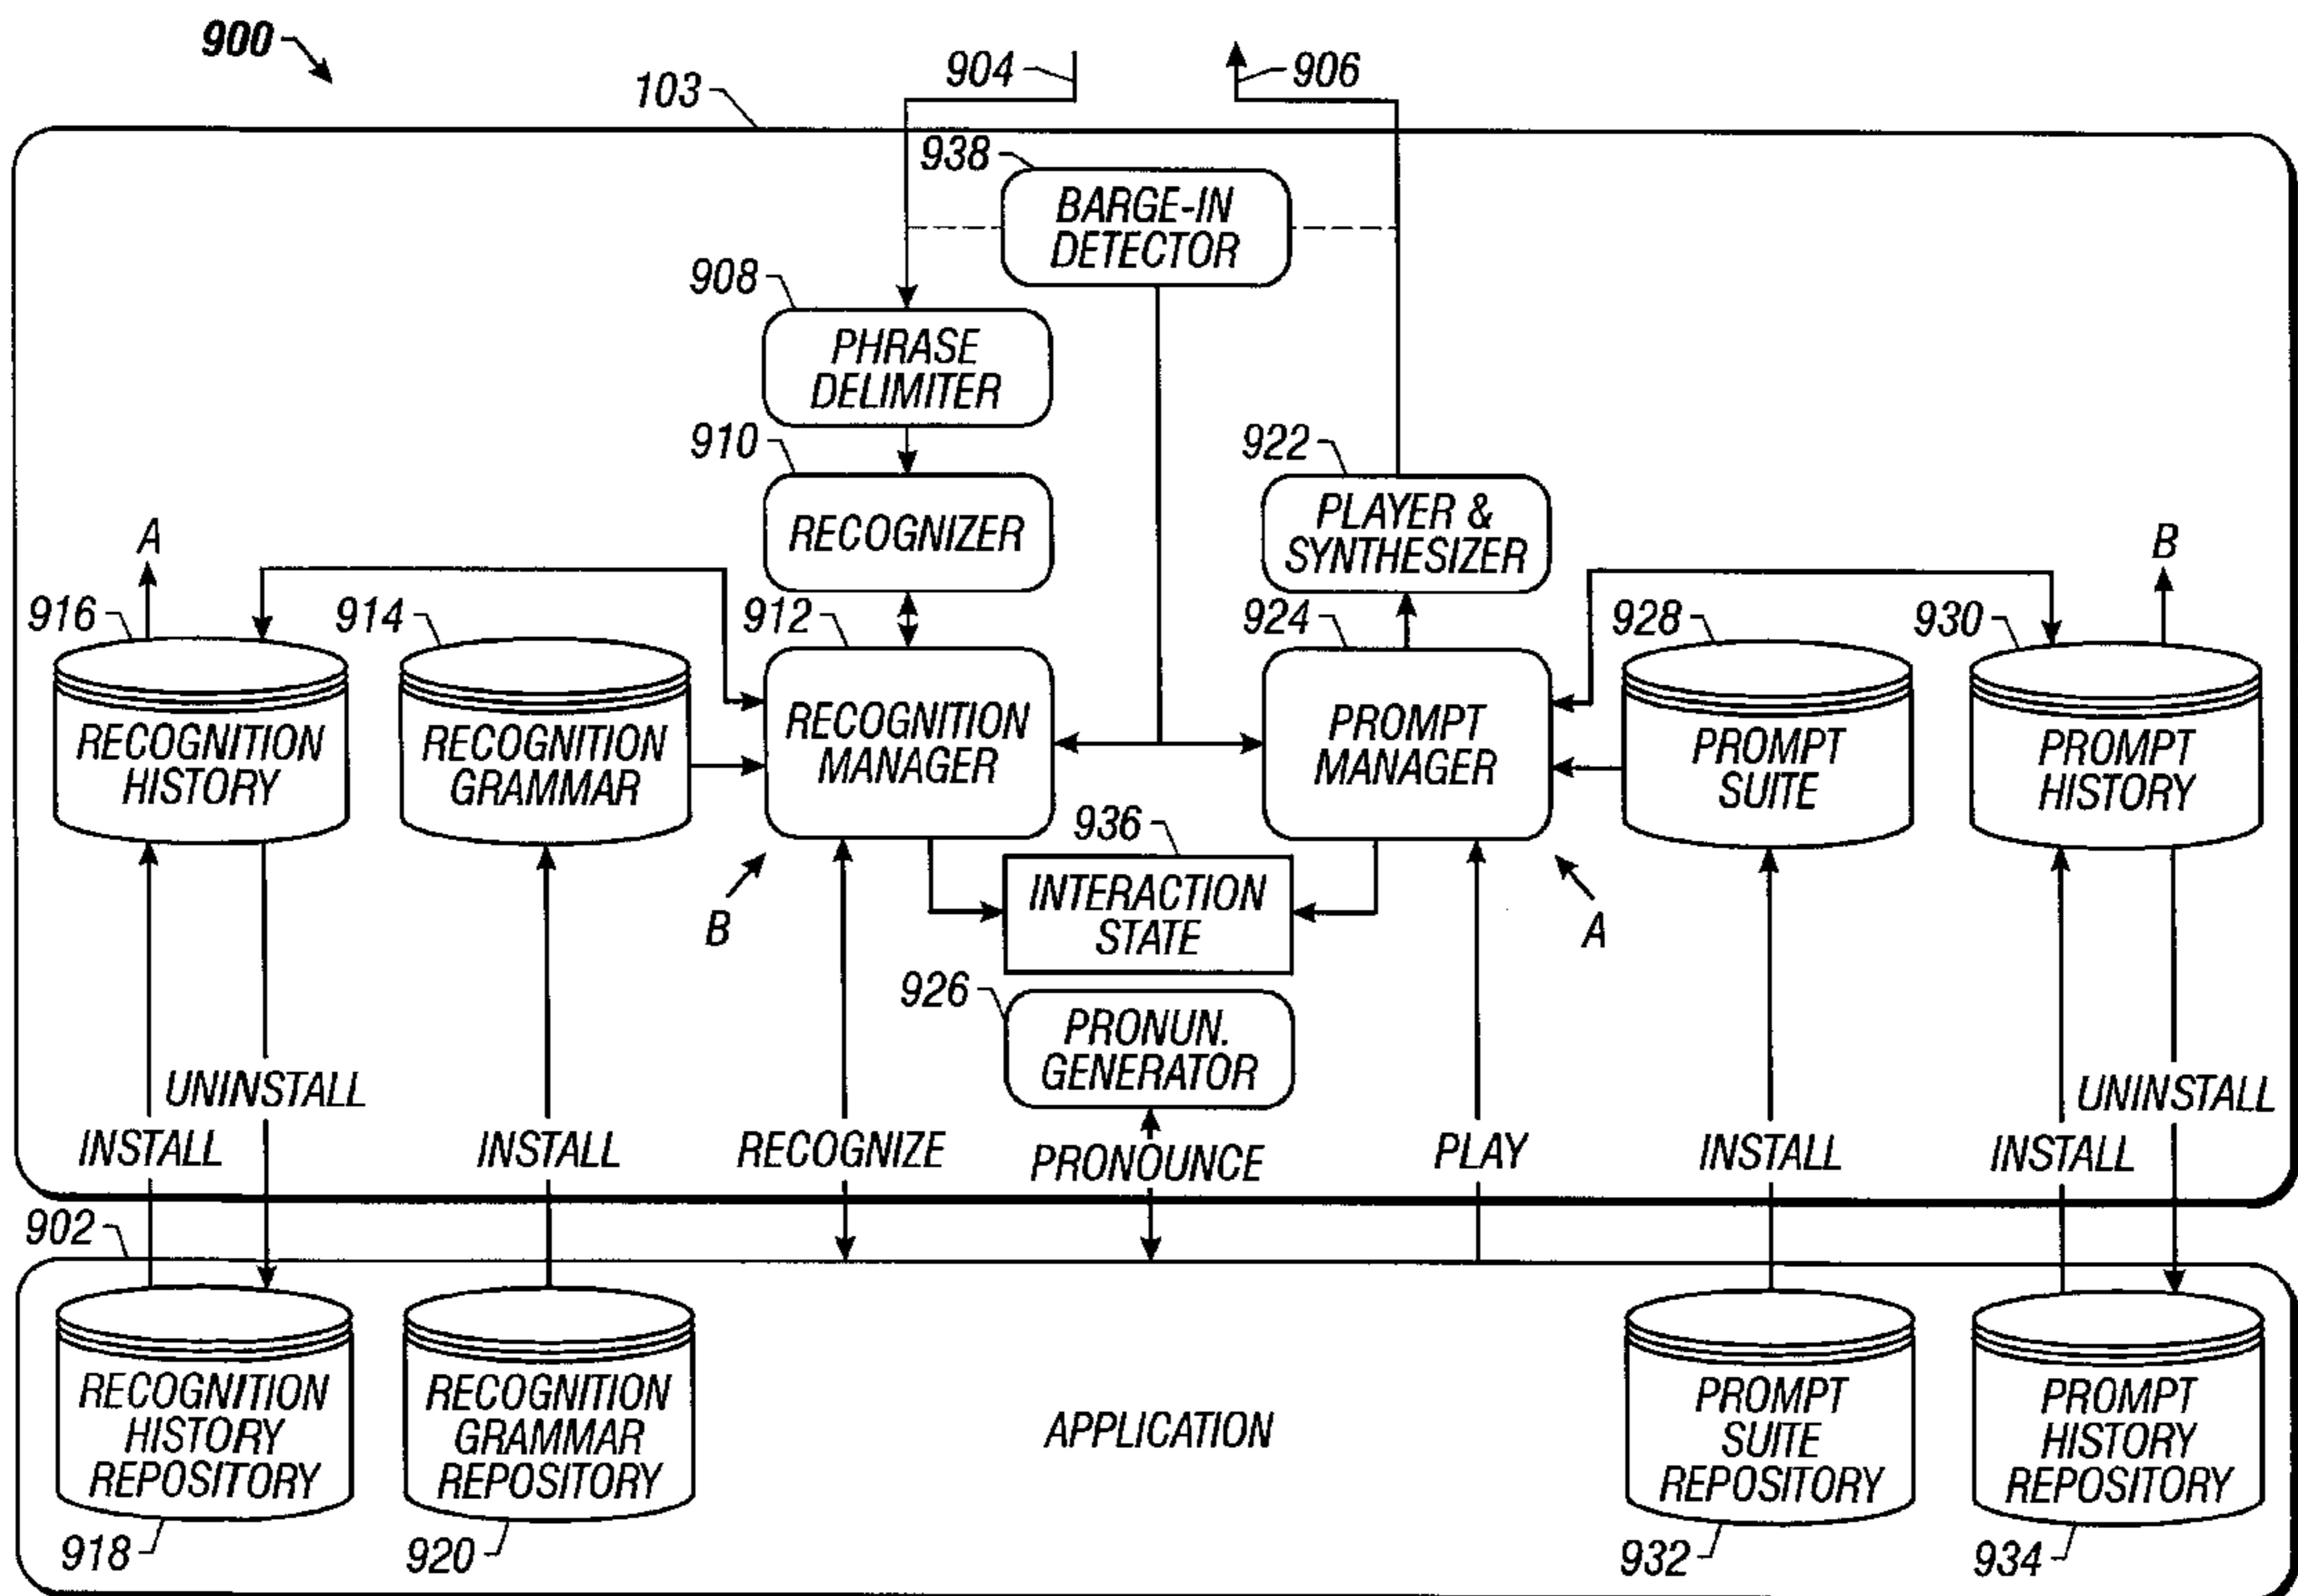 900
904
906
103
938
BARGE-IN
DETECTOR
908
PHRASE
DELIMITER
910
RECOGNIZER
922
PLAYER &
SYNTHESIZER
A
B
916
914
912
924
928
930
RECOGNITION
HISTORY
RECOGNITION
GRAMMAR
RECOGNITION
MANAGER
PROMPT
MANAGER
PROMPT
SUITE
PROMPT
HISTORY
936
INTERACTION
STATE
B
A
926
PRONUN.
GENERATOR
UNINSTALL
UNINSTALL
INSTALL
INSTALL
RECOGNIZE
PRONOUNCE
PLAY
INSTALL
INSTALL
902
RECOGNITION
HISTORY
REPOSITORY
RECOGNITION
GRAMMAR
REPOSITORY
APPLICATION
PROMPT
SUITE
REPOSITORY
PROMPT
HISTORY
REPOSITORY
918
920
932
934